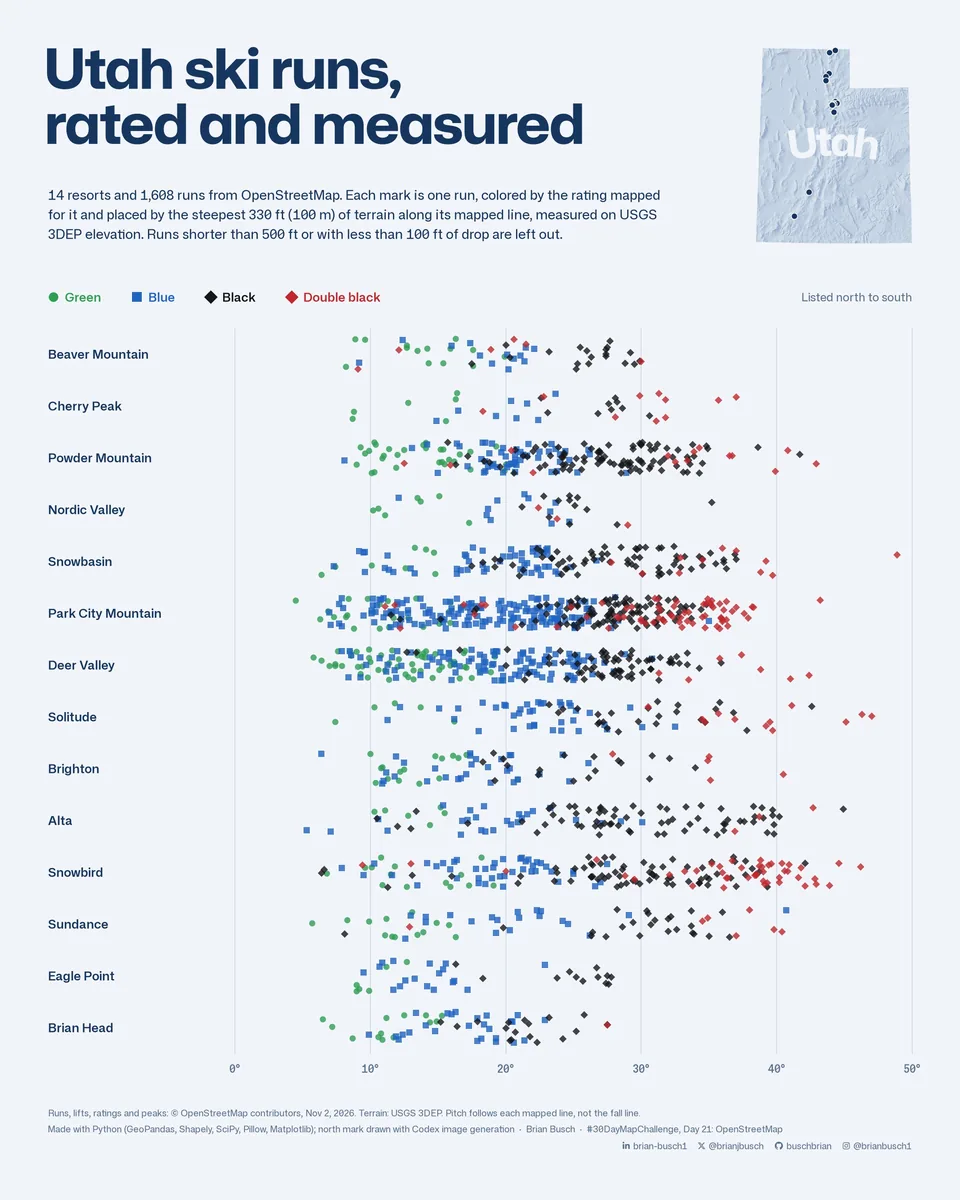 Utah ski runs,
rated and measured
Utah
14 resorts and 1,608 runs from OpenStreetMap. Each mark is one run, colored by the rating mapped
for it and placed by the steepest 330 ft (100 m) of terrain along its mapped line, measured on USGS
3DEP elevation. Runs shorter than 500 ft or with less than 100 ft of drop are left out.
Green Blue Black Double black Listed north to south
Beaver Mountain
Cherry Peak
Powder Mountain
Nordic Valley
Snowbasin
Park City Mountain
Deer Valley
Solitude
Brighton
Alta
Snowbird
Sundance
Eagle Point
Brian Head
0° 10° 20° 30° 40° 50°
Runs, lifts, ratings and peaks: © OpenStreetMap contributors, Nov 2, 2026. Terrain: USGS 3DEP. Pitch follows each mapped line, not the fall line.
Made with Python (GeoPandas, Shapely, SciPy, Pillow, Matplotlib); north mark drawn with Codex image generation · Brian Busch · #30DayMapChallenge, Day 21: OpenStreetMap
brian-busch1 @brianjbusch buschbrian @brianbusch1